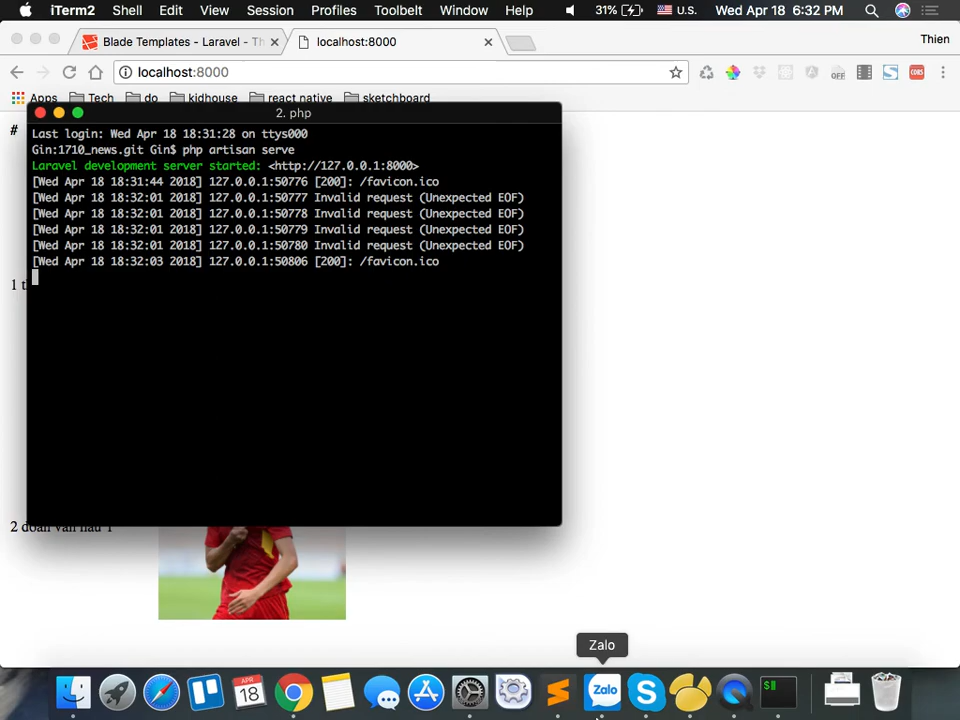 iTerm2 Shell Edit View Session Profiles Toolbelt Window Help 31% U.S. Wed Apr 18 6:32 PM
Blade Templates - Laravel - Th
localhost:8000
Thien
localhost:8000
OFF
CORS
Apps Tech do kidhouse react native sketchboard
#
2. php
Last login: Wed Apr 18 18:31:28 on ttys000
Gin:1710_news.git Gin$ php artisan serve
Laravel development server started: <http://127.0.0.1:8000>
[Wed Apr 18 18:31:44 2018] 127.0.0.1:50776 [200]: /favicon.ico
[Wed Apr 18 18:32:01 2018] 127.0.0.1:50777 Invalid request (Unexpected EOF)
[Wed Apr 18 18:32:01 2018] 127.0.0.1:50778 Invalid request (Unexpected EOF)
[Wed Apr 18 18:32:01 2018] 127.0.0.1:50779 Invalid request (Unexpected EOF)
[Wed Apr 18 18:32:01 2018] 127.0.0.1:50780 Invalid request (Unexpected EOF)
[Wed Apr 18 18:32:03 2018] 127.0.0.1:50806 [200]: /favicon.ico
1
2 doan van hau 1
Zalo
APR
18
Zalo
$